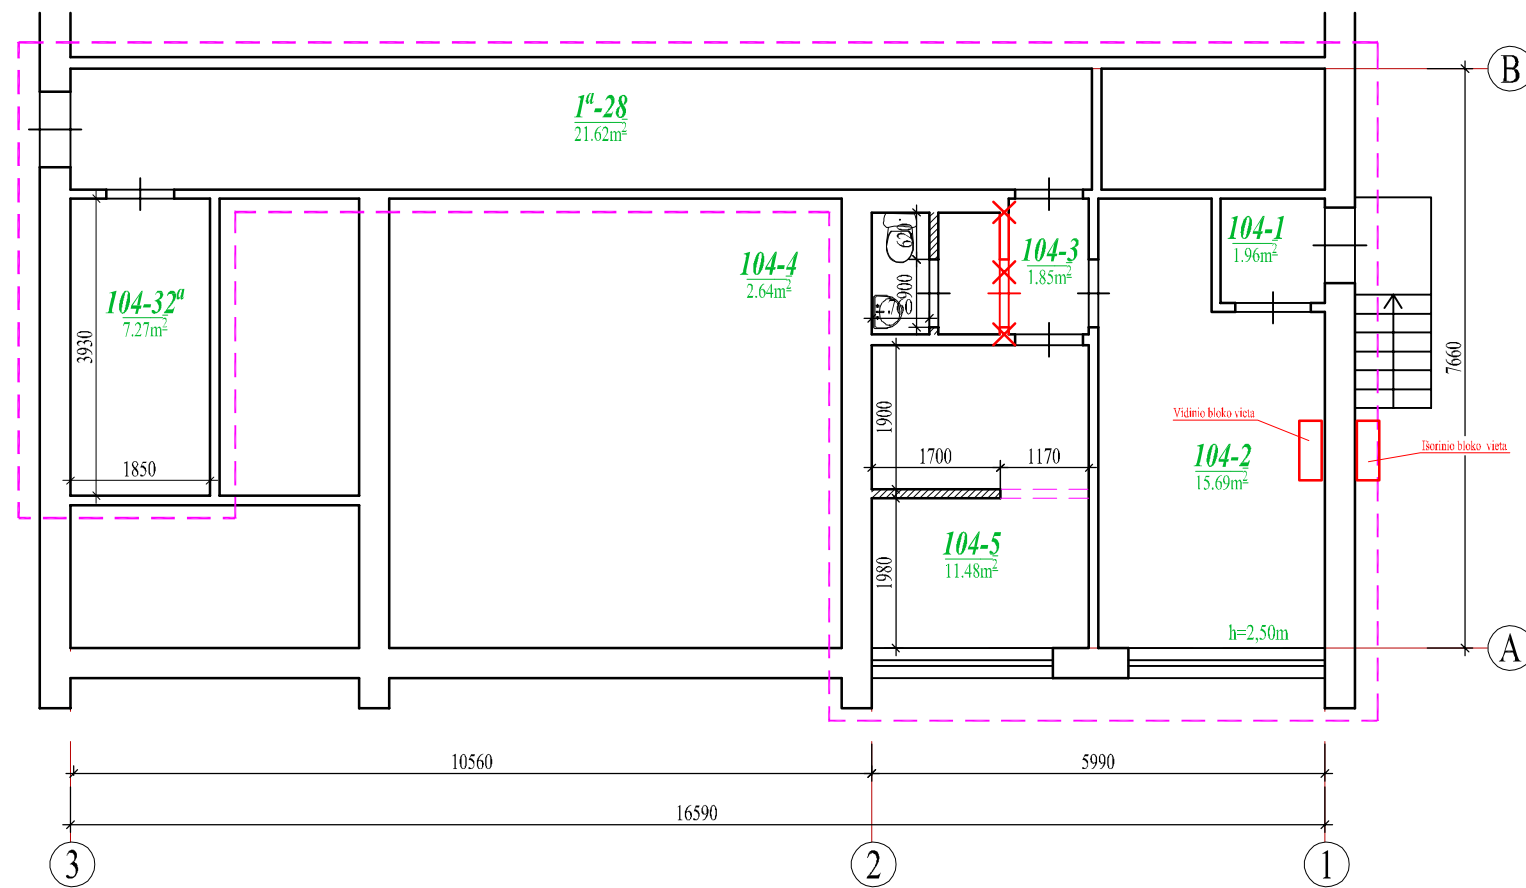 B
1ª-28
21.62m²
620
104-1
1.96m²
104-3
1.85m²
104-4
2.64m²
900
760
104-32ª
7.27m²
3930
7660
1900
Vidinio bloko vieta
Išorinio bloko vieta
1850
1700
1170
104-2
15.69m²
104-5
11.48m²
1980
h=2,50m
A
10560
5990
16590
3
2
1